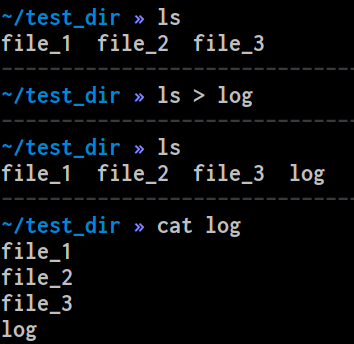 ~/test_dir » ls
file_1  file_2  file_3
~/test_dir » ls > log
~/test_dir » ls
file_1  file_2  file_3  log
~/test_dir » cat log
file_1
file_2
file_3
log